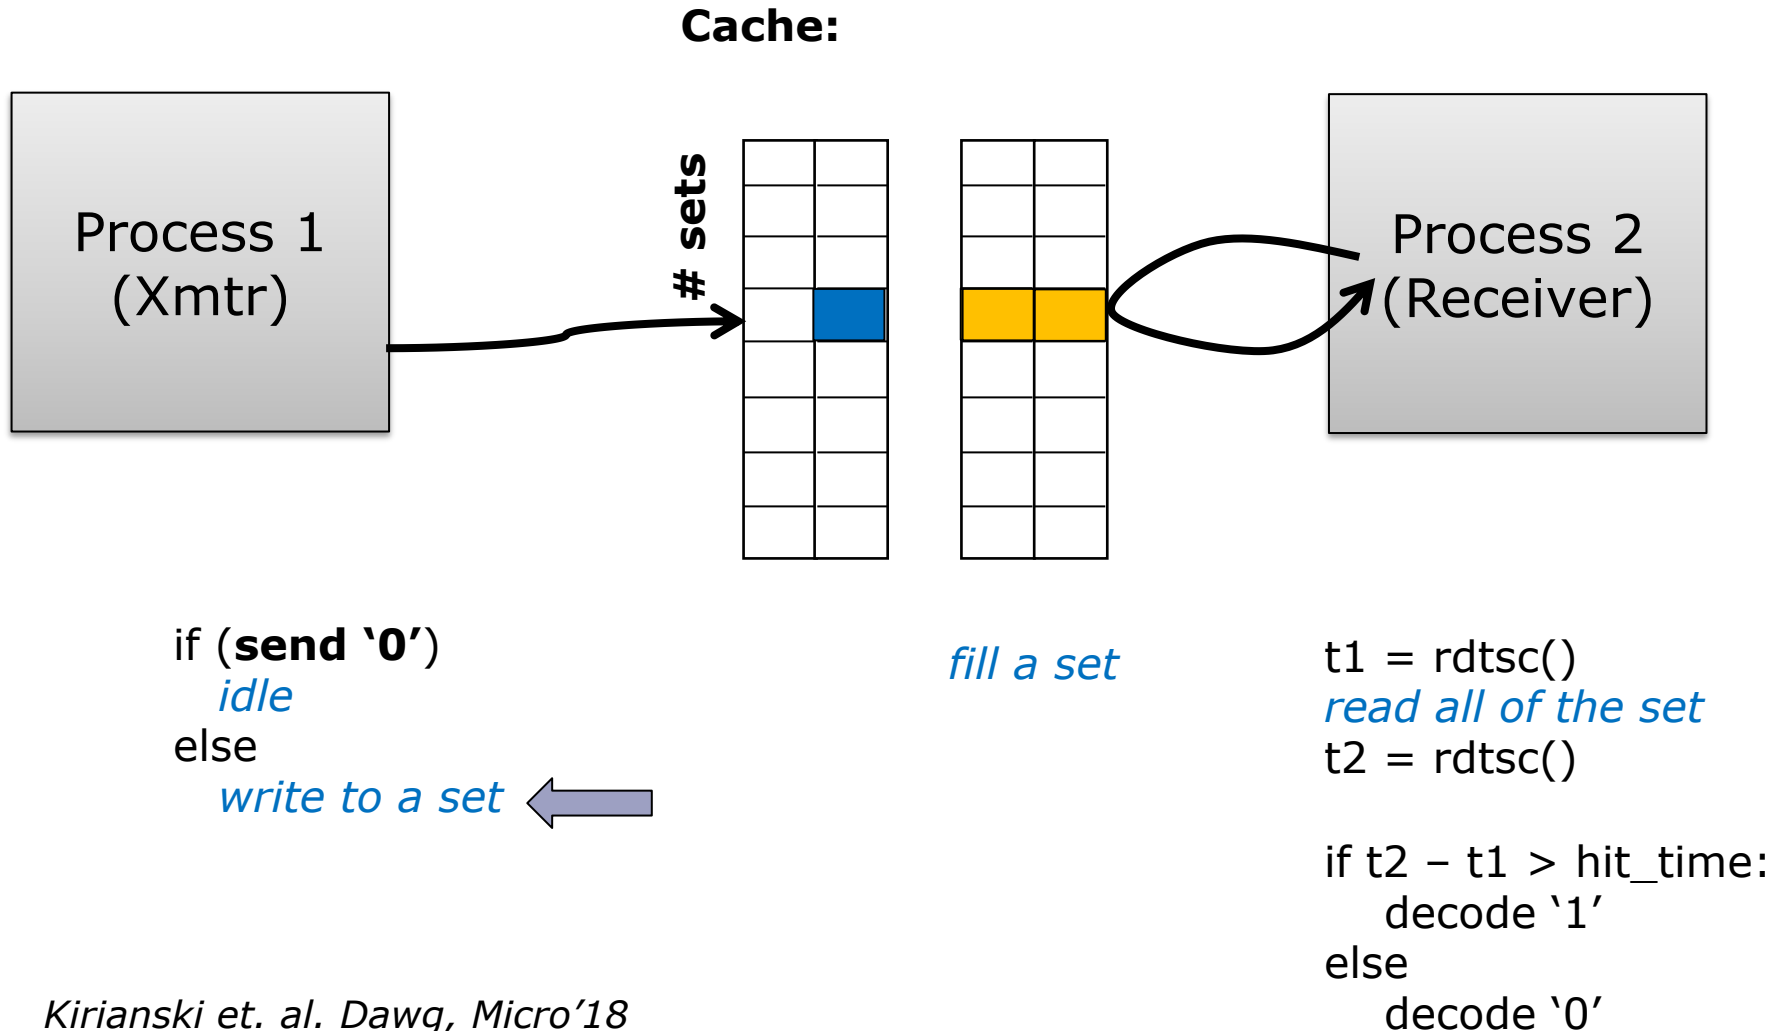 Cache:
# sets
Process 1
(Xmtr)
Process 2
(Receiver)
if (send ‘0’)
idle
else
write to a set
fill a set
t1 = rdtsc()
read all of the set
t2 = rdtsc()
if t2 – t1 > hit_time:
decode ‘1’
else
decode ‘0’
Kirianski et. al. Dawg, Micro’18